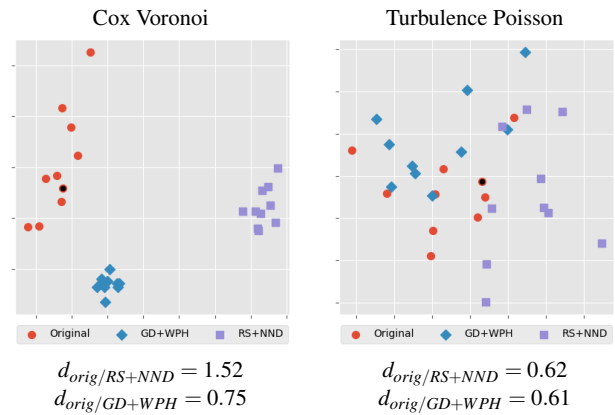 Cox Voronoi
Original
GD+WPH
RS+NND
d_{orig/RS+NND} = 1.52
d_{orig/GD+WPH} = 0.75
Turbulence Poisson
Original
GD+WPH
RS+NND
d_{orig/RS+NND} = 0.62
d_{orig/GD+WPH} = 0.61